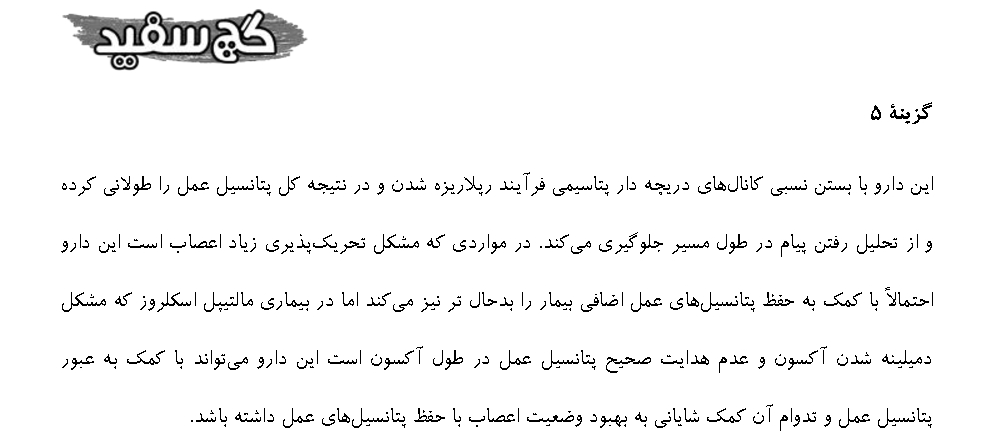 گچ سفید
گزینهٔ ۵
این دارو با بستن نسبی کانال‌های دریچه دار پتاسیمی فرآیند رپلاریزه شدن و در نتیجه کل پتانسیل عمل را طولانی کرده
و از تحلیل رفتن پیام در طول مسیر جلوگیری می‌کند. در مواردی که مشکل تحریک‌پذیری زیاد اعصاب است این دارو
احتمالاً با کمک به حفظ پتانسیل‌های عمل اضافی بیمار را بدحال تر نیز می‌کند اما در بیماری مالتیپل اسکلروز که مشکل
دمیلینه شدن آکسون و عدم هدایت صحیح پتانسیل عمل در طول آکسون است این دارو می‌تواند با کمک به عبور
پتانسیل عمل و تدوام آن کمک شایانی به بهبود وضعیت اعصاب با حفظ پتانسیل‌های عمل داشته باشد.